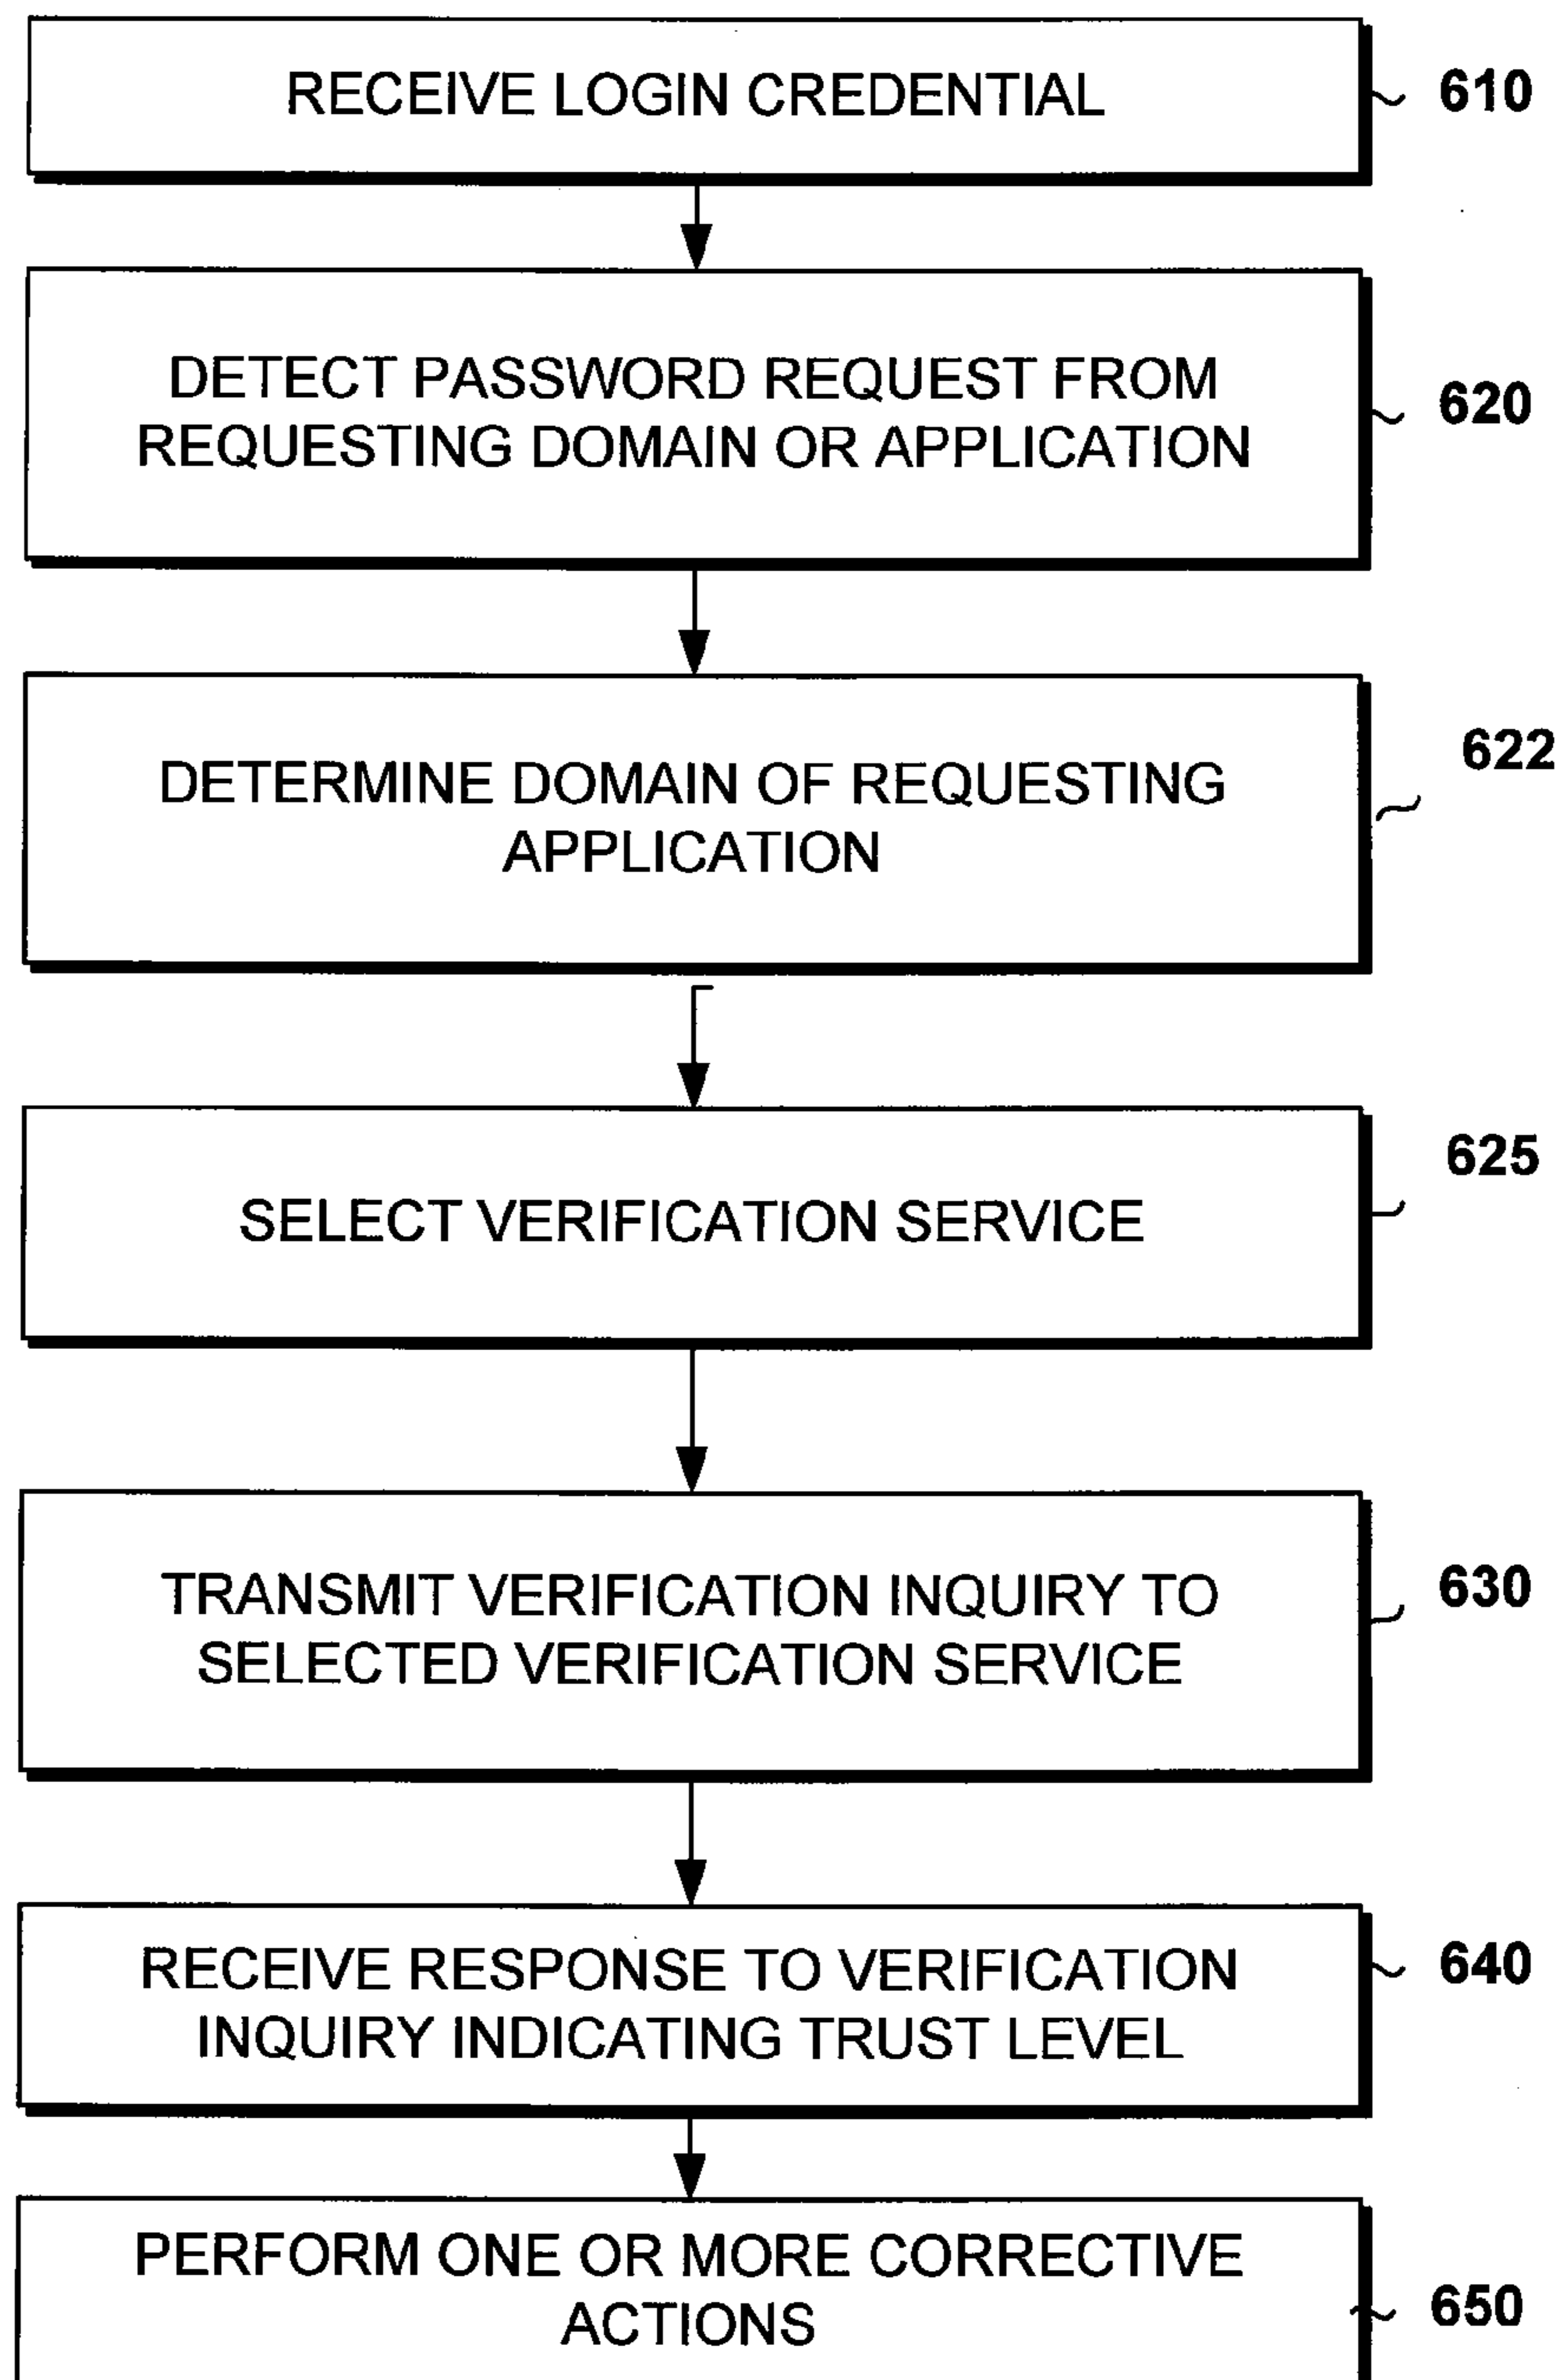 RECEIVE LOGIN CREDENTIAL
610
DETECT PASSWORD REQUEST FROM
REQUESTING DOMAIN OR APPLICATION
620
DETERMINE DOMAIN OF REQUESTING
APPLICATION
622
SELECT VERIFICATION SERVICE
625
TRANSMIT VERIFICATION INQUIRY TO
SELECTED VERIFICATION SERVICE
630
RECEIVE RESPONSE TO VERIFICATION
INQUIRY INDICATING TRUST LEVEL
640
PERFORM ONE OR MORE CORRECTIVE
ACTIONS
650